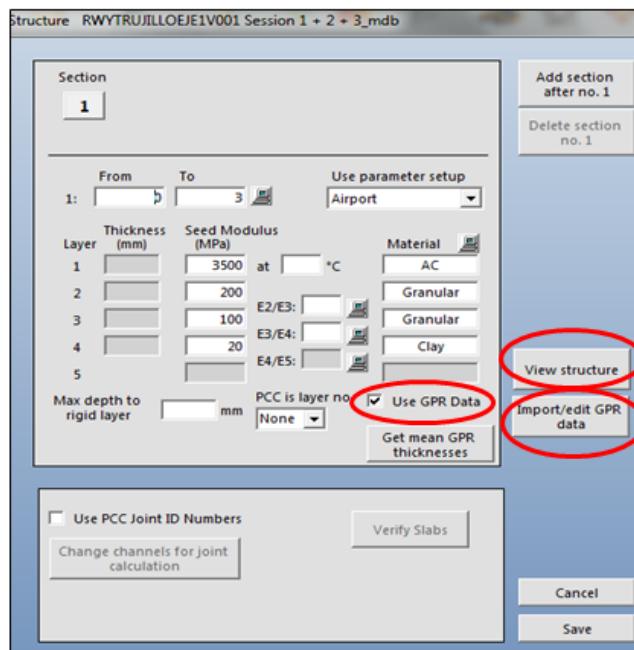 Structure RWYTRUJILLOEJE1V001 Session 1 + 2 + 3_mdb
Section
1
Add section
after no. 1
Delete section
no. 1
From To Use parameter setup
1: 3 Airport
Thickness Seed Modulus
Layer (mm) (MPa) Material
1 3500 at °C AC
2 200 Granular
E2/E3:
3 100 Granular
E3/E4:
4 20 Clay
E4/E5:
5
View structure
Max depth to
rigid layer mm
PCC is layer no
None
Use GPR Data
Import/edit GPR
data
Get mean GPR
thicknesses
Use PCC Joint ID Numbers
Change channels for joint
calculation
Verify Slabs
Cancel
Save